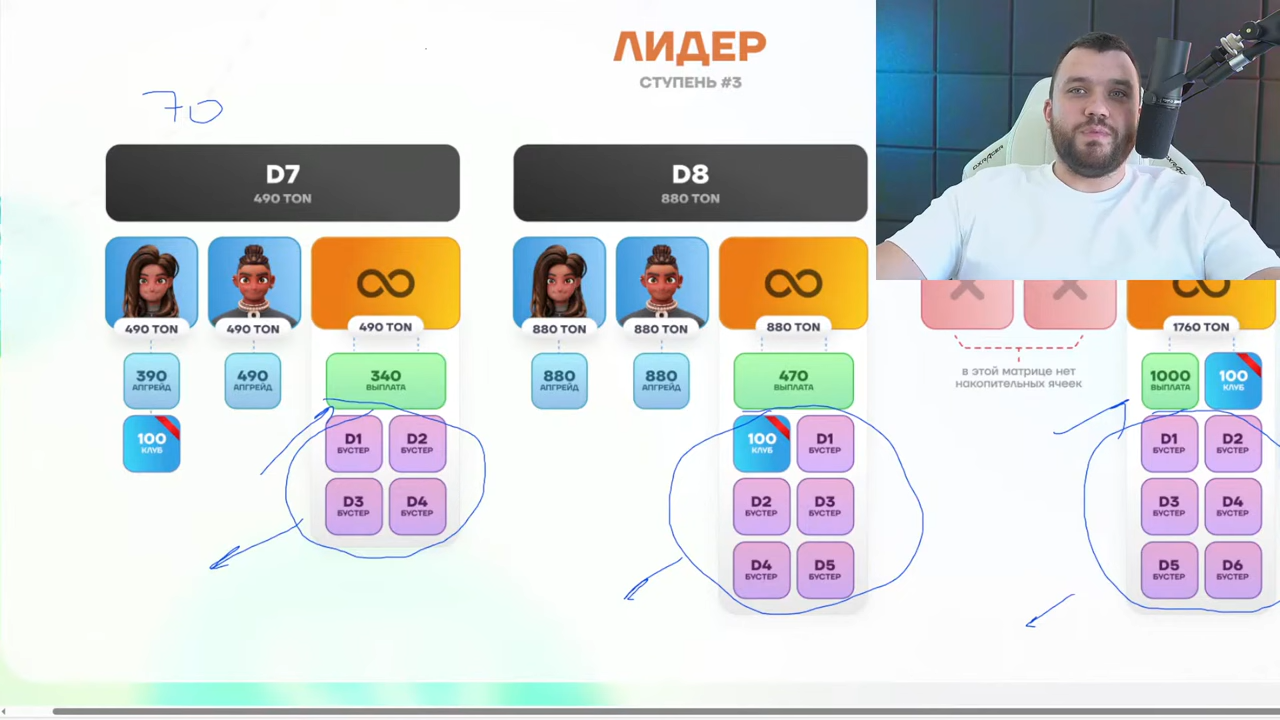 ЛИДЕР
СТУПЕНЬ #3
70
D7
490 TON
D8
880 TON
490 TON
490 TON
490 TON
880 TON
880 TON
880 TON
1760 TON
390
АПГРЕЙД
490
АПГРЕЙД
340
ВЫПЛАТА
880
АПГРЕЙД
880
АПГРЕЙД
470
ВЫПЛАТА
в этой матрице нет
накопительных ячеек
1000
ВЫПЛАТА
100
КЛУБ
100
КЛУБ
D1
БУСТЕР
D2
БУСТЕР
D3
БУСТЕР
D4
БУСТЕР
100
КЛУБ
D1
БУСТЕР
D2
БУСТЕР
D3
БУСТЕР
D4
БУСТЕР
D5
БУСТЕР
D1
БУСТЕР
D2
БУСТЕР
D3
БУСТЕР
D4
БУСТЕР
D5
БУСТЕР
D6
БУСТЕР
DXRACER